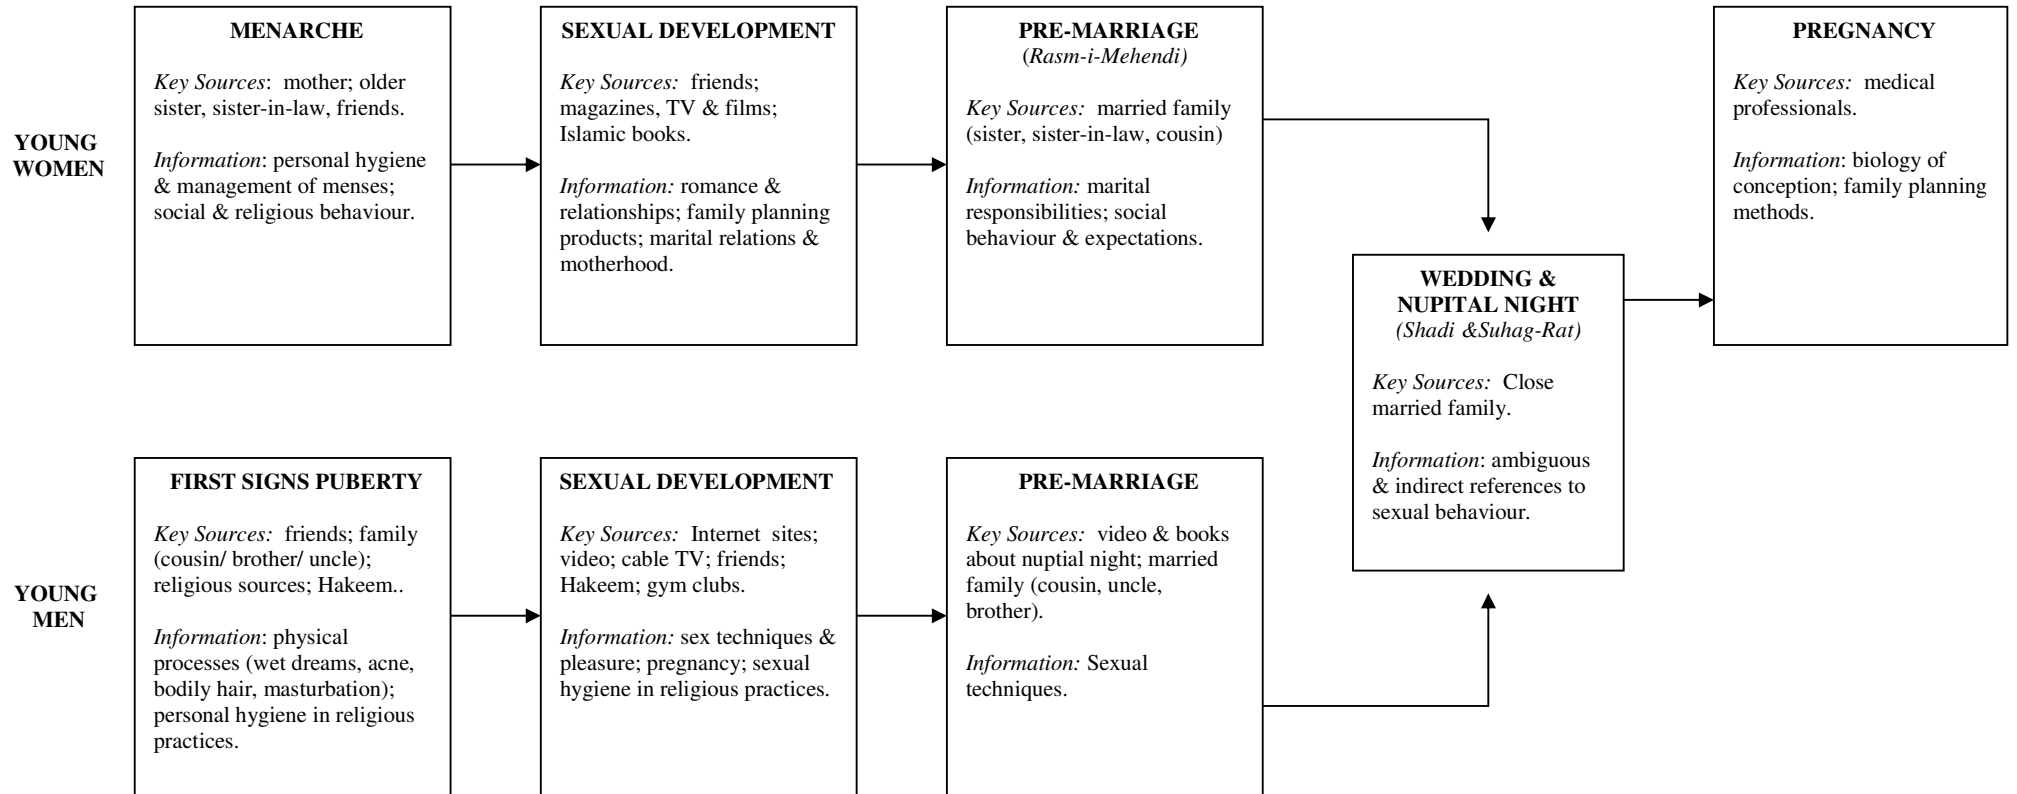 YOUNG
WOMEN
MENARCHE
Key Sources: mother; older
sister, sister-in-law, friends.
Information: personal hygiene
& management of menses;
social & religious behaviour.
SEXUAL DEVELOPMENT
Key Sources: friends;
magazines, TV & films;
Islamic books.
Information: romance &
relationships; family planning
products; marital relations &
motherhood.
PRE-MARRIAGE
(Rasm-i-Mehendi)
Key Sources: married family
(sister, sister-in-law, cousin)
Information: marital
responsibilities; social
behaviour & expectations.
WEDDING &
NUPITAL NIGHT
(Shadi &Suhag-Rat)
Key Sources: Close
married family.
Information: ambiguous
& indirect references to
sexual behaviour.
PREGNANCY
Key Sources: medical
professionals.
Information: biology of
conception; family planning
methods.
YOUNG
MEN
FIRST SIGNS PUBERTY
Key Sources: friends; family
(cousin/ brother/ uncle);
religious sources; Hakeem..
Information: physical
processes (wet dreams, acne,
bodily hair, masturbation);
personal hygiene in religious
practices.
SEXUAL DEVELOPMENT
Key Sources: Internet sites;
video; cable TV; friends;
Hakeem; gym clubs.
Information: sex techniques &
pleasure; pregnancy; sexual
hygiene in religious practices.
PRE-MARRIAGE
Key Sources: video & books
about nuptial night; married
family (cousin, uncle,
brother).
Information: Sexual
techniques.